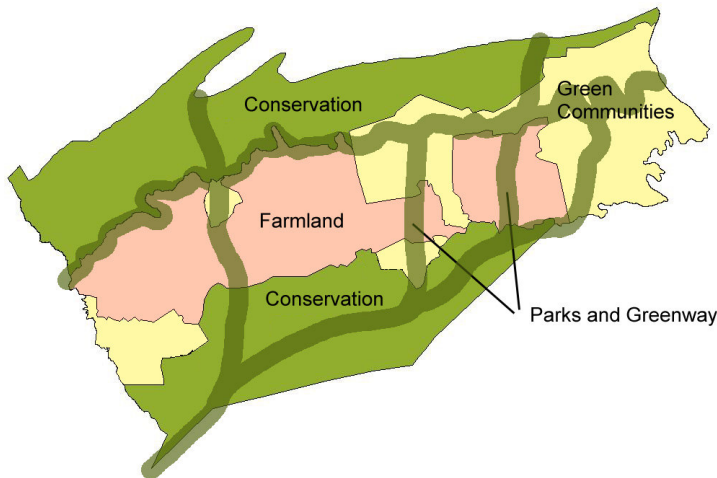 Conservation
Green
Communities
Farmland
Conservation
Parks and Greenway